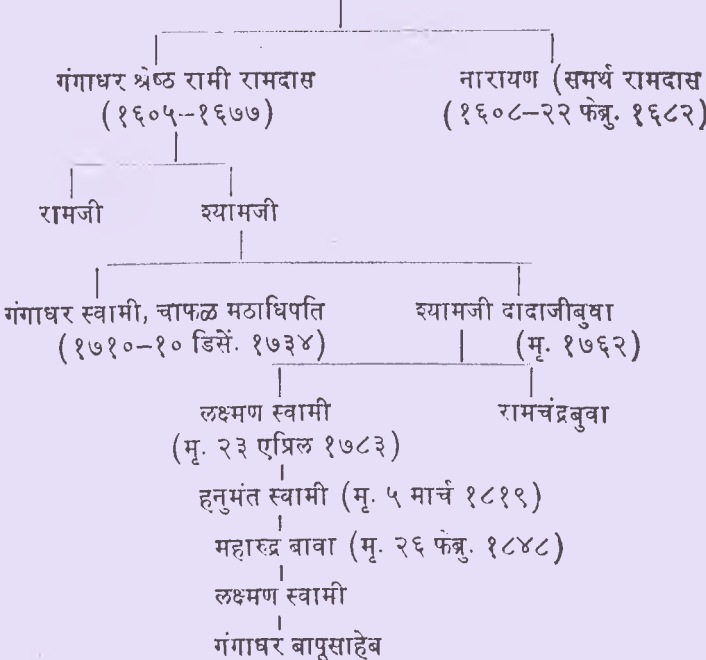 गंगाधर श्रेष्ठ रामी रामदास नारायण (समर्थ रामदास
(१६०५–१६७७) (१६०८–२२ फेब्रु. १६८२)
रामजी श्यामजी
गंगाधर स्वामी, चाफळ मठाधिपति श्यामजी दादाजीबुवा
(१७१०–१० डिसें. १७३४) (मृ. १७६२)
लक्ष्मण स्वामी रामचंद्रबुवा
(मृ. २३ एप्रिल १७८३)
हनुमंत स्वामी (मृ. ५ मार्च १८१९)
महारुद्र बावा (मृ. २६ फेब्रु. १८४८)
लक्ष्मण स्वामी
गंगाधर बापूसाहेब